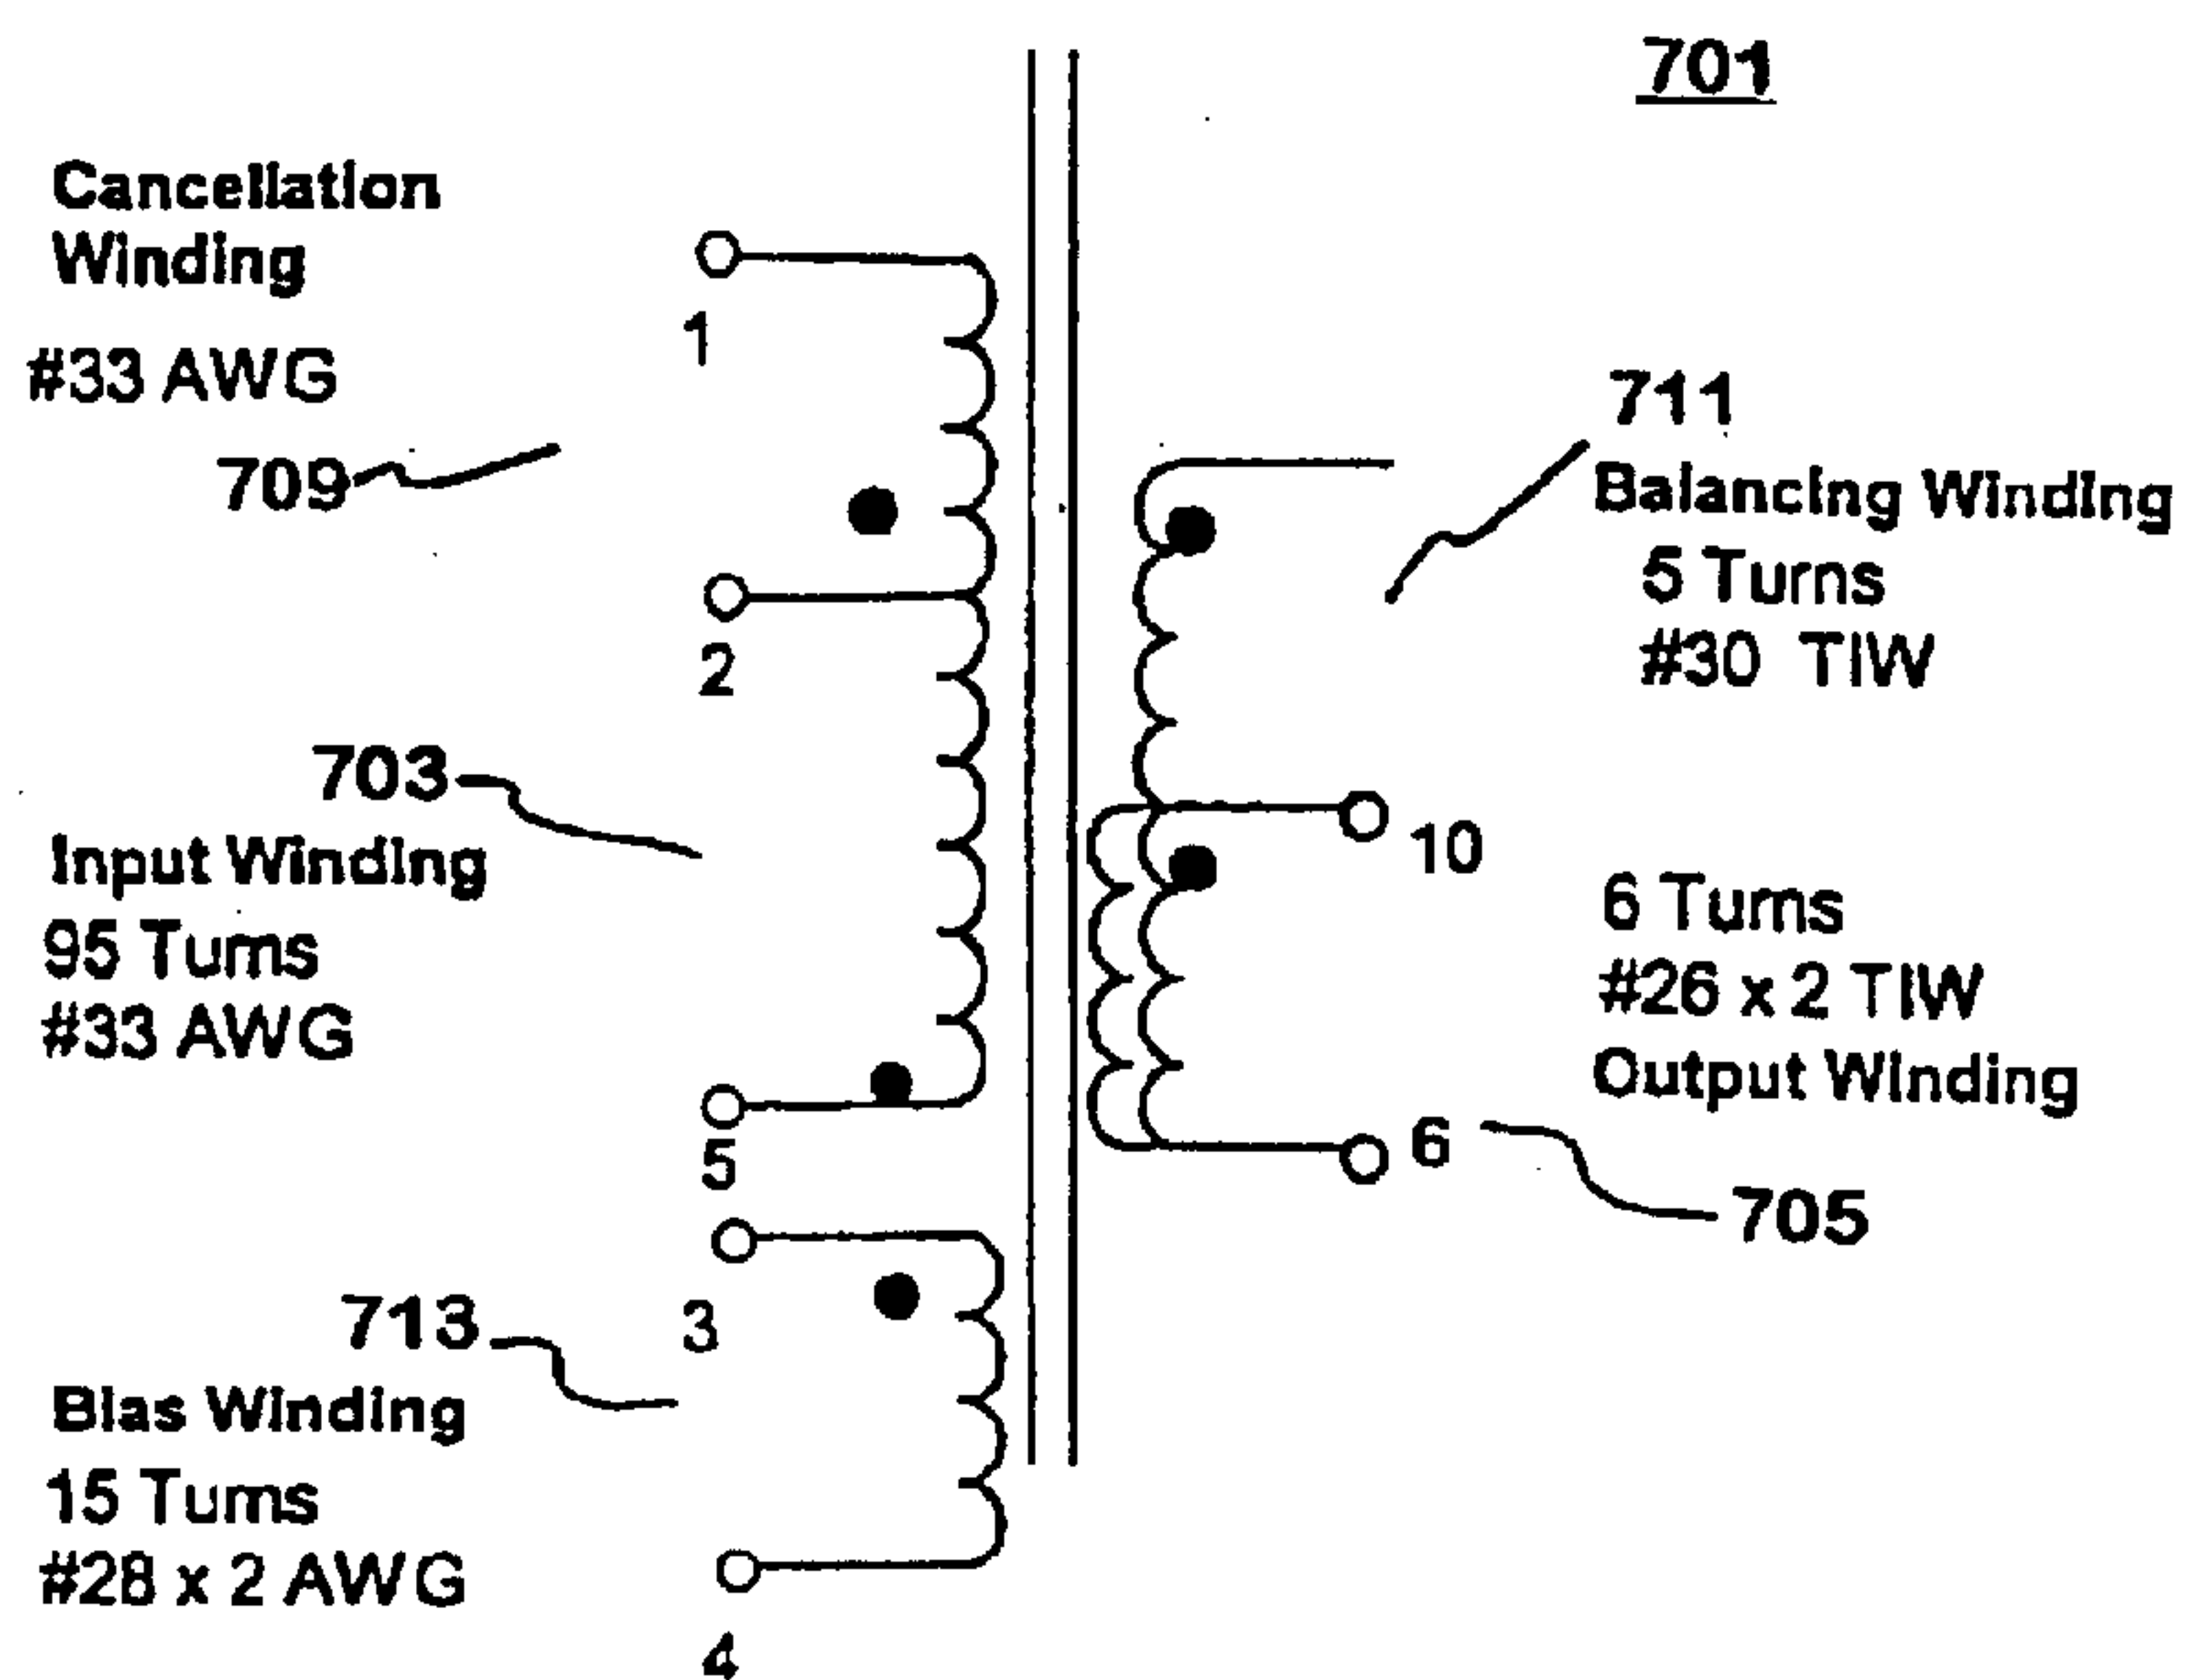 701
Cancellation
Winding
#33 AWG
709
1
2
703
Input Winding
95 Turns
#33 AWG
5
3
713
Bias Winding
15 Turns
#28 x 2 AWG
4
711
Balancing Winding
5 Turns
#30 TIW
10
6 Turns
#26 x 2 TIW
Output Winding
6
705